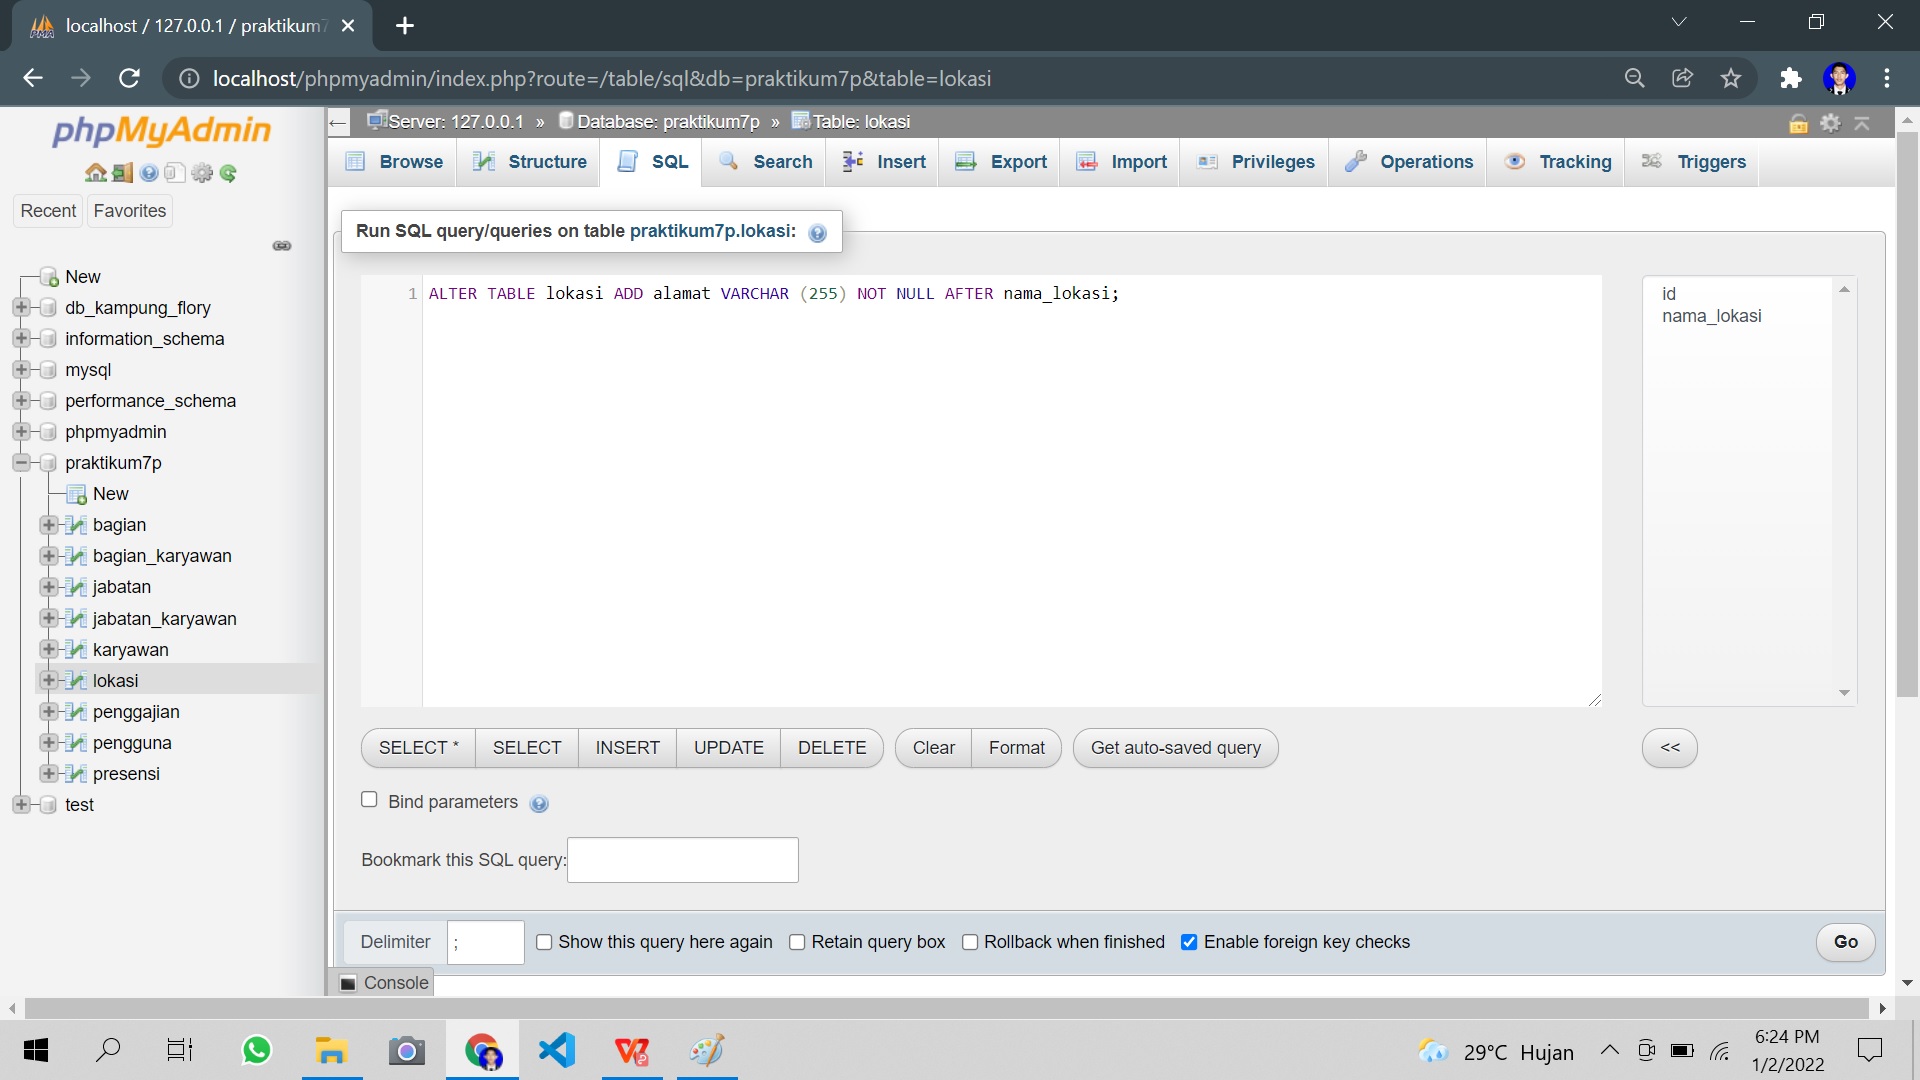 localhost / 127.0.0.1 / praktikum7
localhost/phpmyadmin/index.php?route=/table/sql&db=praktikum7p&table=lokasi
phpMyAdmin
Recent
Favorites
New
db_kampung_flory
information_schema
mysql
performance_schema
phpmyadmin
praktikum7p
New
bagian
bagian_karyawan
jabatan
jabatan_karyawan
karyawan
lokasi
penggajian
pengguna
presensi
test
Server: 127.0.0.1 » Database: praktikum7p » Table: lokasi
Browse Structure SQL Search Insert Export Import Privileges Operations Tracking Triggers
Run SQL query/queries on table praktikum7p.lokasi:
1 ALTER TABLE lokasi ADD alamat VARCHAR (255) NOT NULL AFTER nama_lokasi;
id
nama_lokasi
SELECT * SELECT INSERT UPDATE DELETE Clear Format Get auto-saved query <<
Bind parameters
Bookmark this SQL query:
Delimiter ; Show this query here again Retain query box Rollback when finished Enable foreign key checks Go
Console
29°C Hujan
6:24 PM
1/2/2022